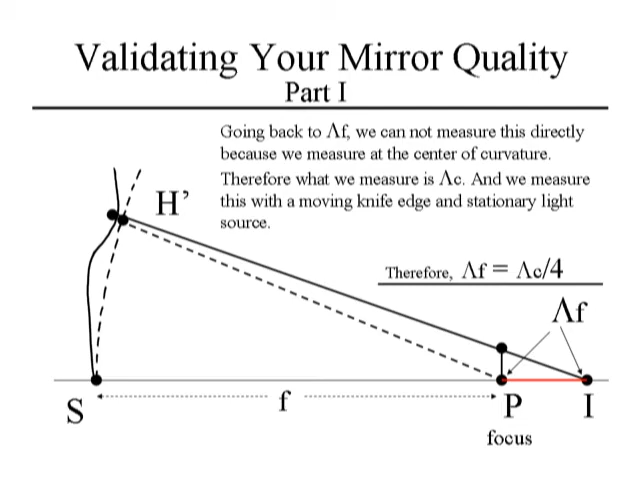 Validating Your Mirror Quality
Part I
Going back to Λf, we can not measure this directly
because we measure at the center of curvature.
Therefore what we measure is Λc. And we measure
this with a moving knife edge and stationary light
source.
H’
Therefore, Λf = Λc/4
Λf
S
f
P
I
focus